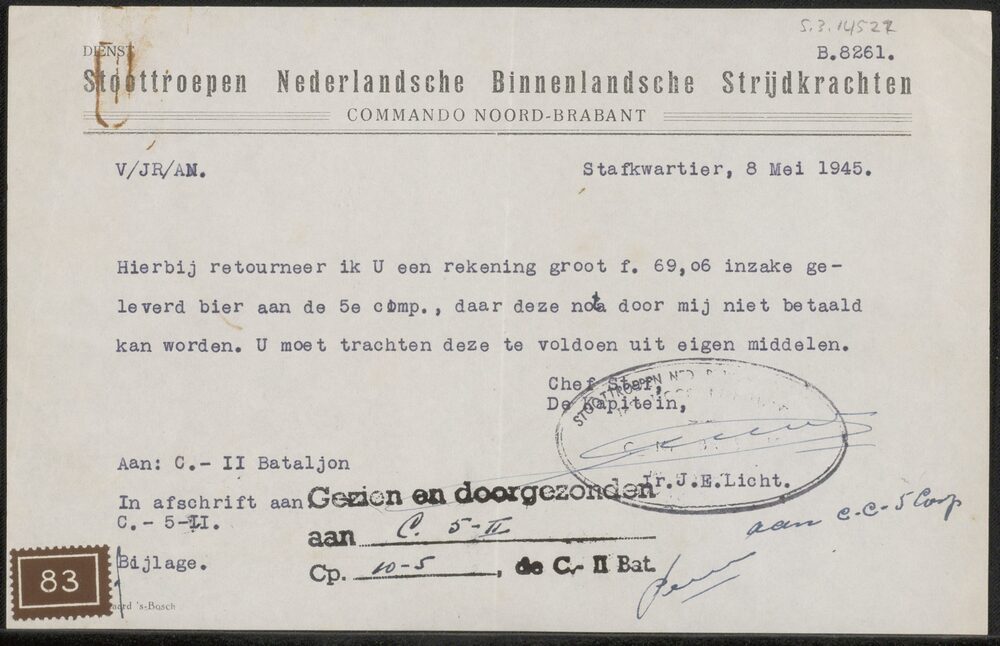 S.3.14527
DIENST
B.8261.
Stoottroepen Nederlandsche Binnenlandsche Strijdkrachten
COMMANDO NOORD-BRABANT
V/JR/AN.
Stafkwartier, 8 Mei 1945.
Hierbij retourneer ik U een rekening groot f. 69,06 inzake ge-
leverd bier aan de 5e comp., daar deze nota door mij niet betaald
kan worden. U moet trachten deze te voldoen uit eigen middelen.
Chef Staf,
De Kapitein,
STOOTTROEPEN NED
Ir.J.E.Licht.
Aan: C.- II Bataljon
In afschrift aan
C.- 5-II.
Gezien en doorgezonden
aan C. 5-II
Cp. 10-5, de C.- II Bat.
aan C-C-5 Comp
Bijlage.
83
aard 's-Bosch